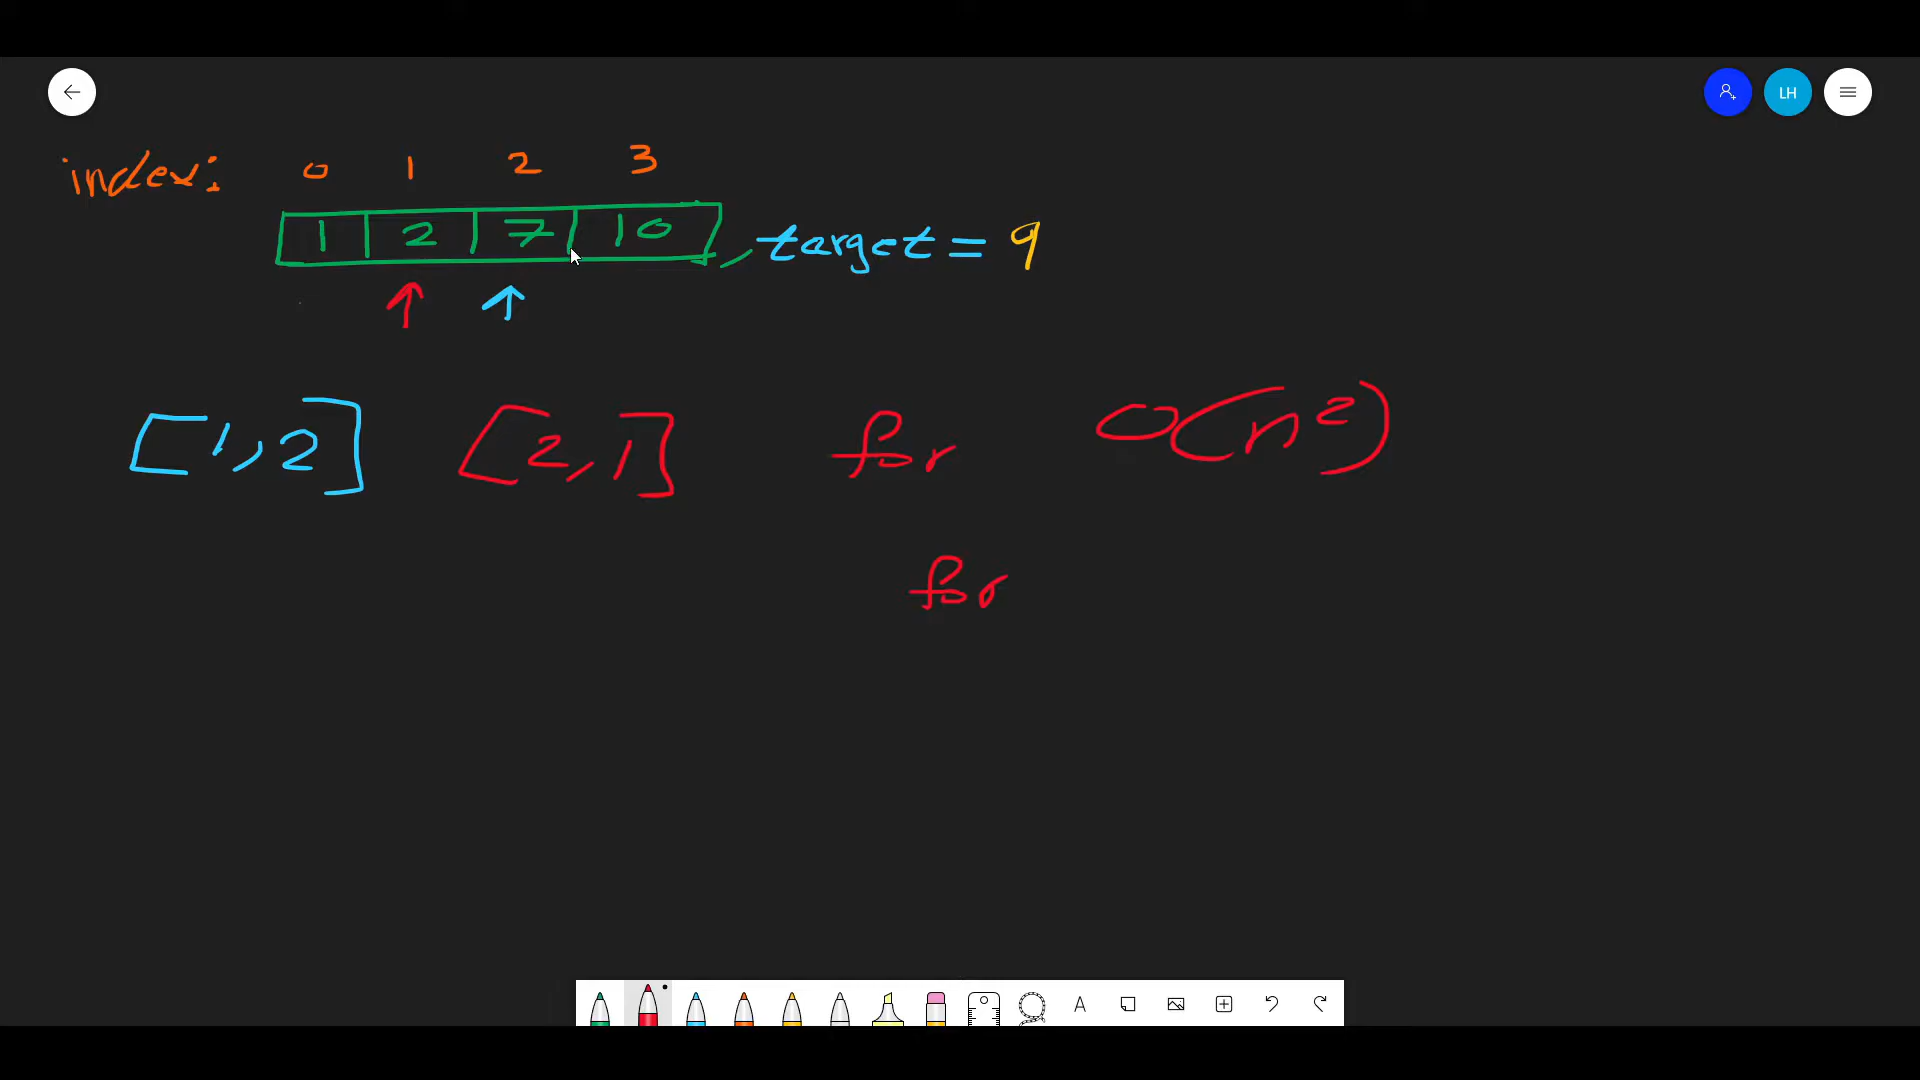 LH
index: 0 1 2 3
1 2 7 10, target = 9
[1,2] [2,1] for O(n²)
for
A